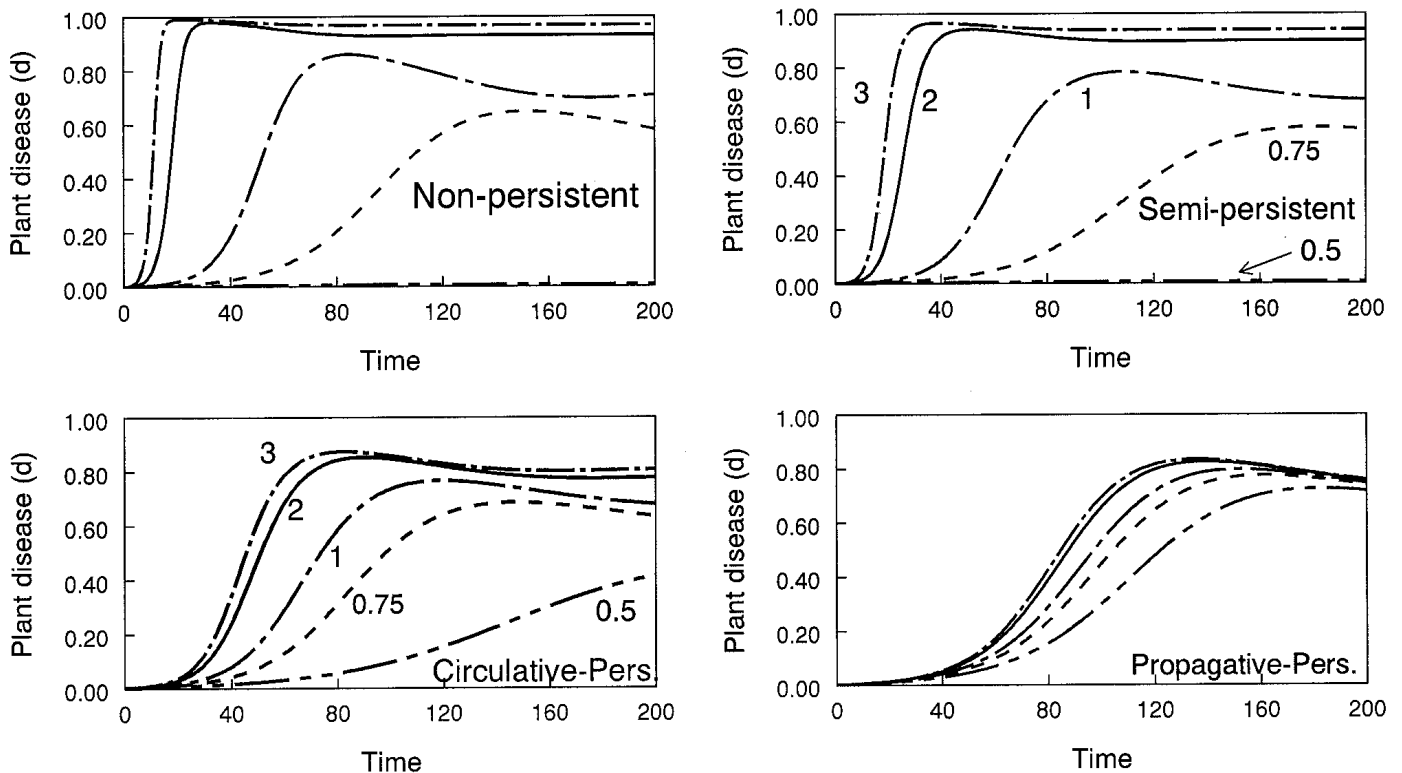 Plant disease (d)
1.00
0.80
0.60
0.40
0.20
0.00
Non-persistent
0 40 80 120 160 200
Time
Plant disease (d)
1.00
0.80
0.60
0.40
0.20
0.00
3 2 1
0.75
Semi-persistent
0.5
0 40 80 120 160 200
Time
Plant disease (d)
1.00
0.80
0.60
0.40
0.20
0.00
3
2
1
0.75
0.5
Circulative-Pers.
0 40 80 120 160 200
Time
Plant disease (d)
1.00
0.80
0.60
0.40
0.20
0.00
Propagative-Pers.
0 40 80 120 160 200
Time